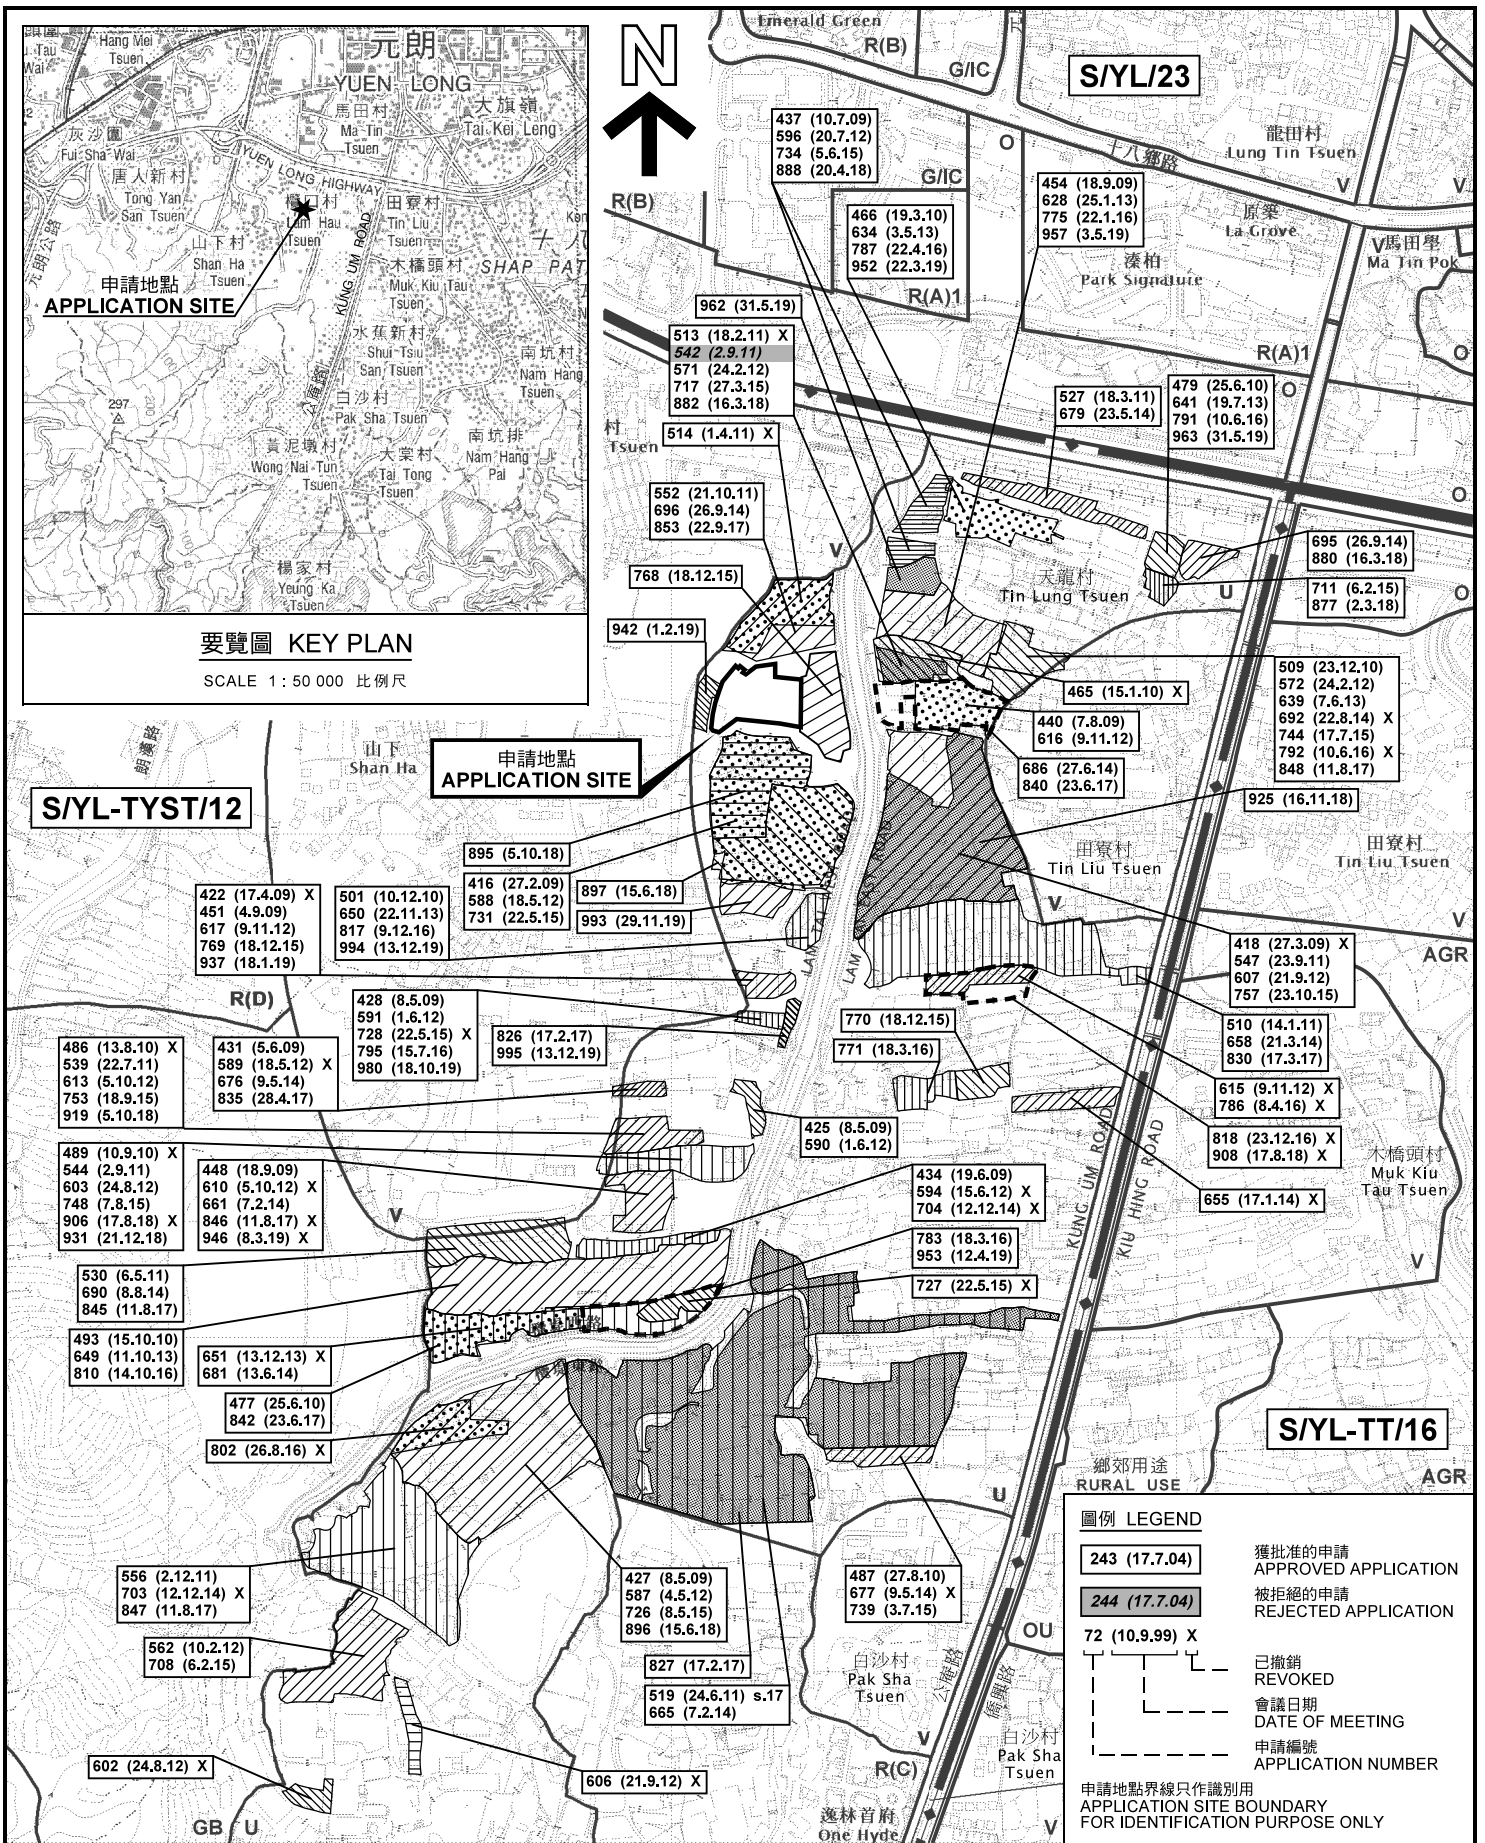 Hang Mei
Tsuen
元朗
YUEN LONG
馬田村
Ma Tin
Tsuen
大旗嶺
Tai Kei Leng
灰沙圍
Fui Sha Wai
YUEN LONG HIGHWAY
唐人新村
Tong Yan
San Tsuen
欖口村
Lam Hau
Tsuen
田寮村
Tin Liu
Tsuen
山下村
Shan Ha
Tsuen
KUNG UM ROAD
木橋頭村
Muk Kiu Tau
Tsuen
SHAP PAT
元朗公路
申請地點
APPLICATION SITE
水蕉新村
Shui Tsiu
San Tsuen
南坑村
Nam Hang
Tsuen
公庵路
297
白沙村
Pak Sha Tsuen
黃泥墩村
Wong Nai Tun
Tsuen
大棠村
Tai Tong
Tsuen
南坑排
Nam Hang
Pai
楊家村
Yeung Ka
Tsuen
要覽圖 KEY PLAN
SCALE 1 : 50 000 比例尺
N
Emerald Green
R(B)
G/IC
S/YL/23
437 (10.7.09)
596 (20.7.12)
734 (5.6.15)
888 (20.4.18)
O
十八鄉路
龍田村
Lung Tin Tsuen
V
V
G/IC
R(B)
466 (19.3.10)
634 (3.5.13)
787 (22.4.16)
952 (22.3.19)
R(A)1
454 (18.9.09)
628 (25.1.13)
775 (22.1.16)
957 (3.5.19)
原築
La Grove
溱柏
Park Signature
V
馬田壆
Ma Tin Pok
962 (31.5.19)
513 (18.2.11) X
542 (2.9.11)
571 (24.2.12)
717 (27.3.15)
882 (16.3.18)
514 (1.4.11) X
村
Tsuen
R(A)1
O
O
527 (18.3.11)
679 (23.5.14)
479 (25.6.10)
641 (19.7.13)
791 (10.6.16)
963 (31.5.19)
O
552 (21.10.11)
696 (26.9.14)
853 (22.9.17)
V
695 (26.9.14)
880 (16.3.18)
768 (18.12.15)
天龍村
Tin Lung Tsuen
U
711 (6.2.15)
877 (2.3.18)
O
942 (1.2.19)
509 (23.12.10)
572 (24.2.12)
639 (7.6.13)
692 (22.8.14) X
744 (17.7.15)
792 (10.6.16) X
848 (11.8.17)
465 (15.1.10) X
440 (7.8.09)
616 (9.11.12)
686 (27.6.14)
840 (23.6.17)
925 (16.11.18)
朗漢路
山下
Shan Ha
申請地點
APPLICATION SITE
S/YL-TYST/12
895 (5.10.18)
田寮村
Tin Liu Tsuen
田寮村
Tin Liu Tsuen
416 (27.2.09)
588 (18.5.12)
731 (22.5.15)
897 (15.6.18)
993 (29.11.19)
422 (17.4.09) X
451 (4.9.09)
617 (9.11.12)
769 (18.12.15)
937 (18.1.19)
501 (10.12.10)
650 (22.11.13)
817 (9.12.16)
994 (13.12.19)
V
V
AGR
418 (27.3.09) X
547 (23.9.11)
607 (21.9.12)
757 (23.10.15)
R(D)
428 (8.5.09)
591 (1.6.12)
728 (22.5.15) X
795 (15.7.16)
980 (18.10.19)
826 (17.2.17)
995 (13.12.19)
770 (18.12.15)
771 (18.3.16)
510 (14.1.11)
658 (21.3.14)
830 (17.3.17)
486 (13.8.10) X
539 (22.7.11)
613 (5.10.12)
753 (18.9.15)
919 (5.10.18)
431 (5.6.09)
589 (18.5.12) X
676 (9.5.14)
835 (28.4.17)
615 (9.11.12) X
786 (8.4.16) X
425 (8.5.09)
590 (1.6.12)
818 (23.12.16) X
908 (17.8.18) X
KUNG UM ROAD
KIU HING ROAD
木橋頭村
Muk Kiu
Tau Tsuen
489 (10.9.10) X
544 (2.9.11)
603 (24.8.12)
748 (7.8.15)
906 (17.8.18) X
931 (21.12.18)
448 (18.9.09)
610 (5.10.12) X
661 (7.2.14)
846 (11.8.17) X
946 (8.3.19) X
434 (19.6.09)
594 (15.6.12) X
704 (12.12.14) X
655 (17.1.14) X
V
V
783 (18.3.16)
953 (12.4.19)
727 (22.5.15) X
530 (6.5.11)
690 (8.8.14)
845 (11.8.17)
493 (15.10.10)
649 (11.10.13)
810 (14.10.16)
651 (13.12.13) X
681 (13.6.14)
477 (25.6.10)
842 (23.6.17)
802 (26.8.16) X
S/YL-TT/16
AGR
鄉郊用途
RURAL USE
U
556 (2.12.11)
703 (12.12.14) X
847 (11.8.17)
427 (8.5.09)
587 (4.5.12)
726 (8.5.15)
896 (15.6.18)
487 (27.8.10)
677 (9.5.14) X
739 (3.7.15)
562 (10.2.12)
708 (6.2.15)
827 (17.2.17)
519 (24.6.11) s.17
665 (7.2.14)
白沙村
Pak Sha
Tsuen
公庵路
僑興路
OU
V
白沙村
Pak Sha
Tsuen
602 (24.8.12) X
606 (21.9.12) X
R(C)
逸林首府
One Hyde
V
GB
U
圖例 LEGEND
243 (17.7.04)
獲批准的申請
APPROVED APPLICATION
244 (17.7.04)
被拒絕的申請
REJECTED APPLICATION
72 (10.9.99) X
已撤銷
REVOKED
會議日期
DATE OF MEETING
申請編號
APPLICATION NUMBER
申請地點界線只作識別用
APPLICATION SITE BOUNDARY
FOR IDENTIFICATION PURPOSE ONLY